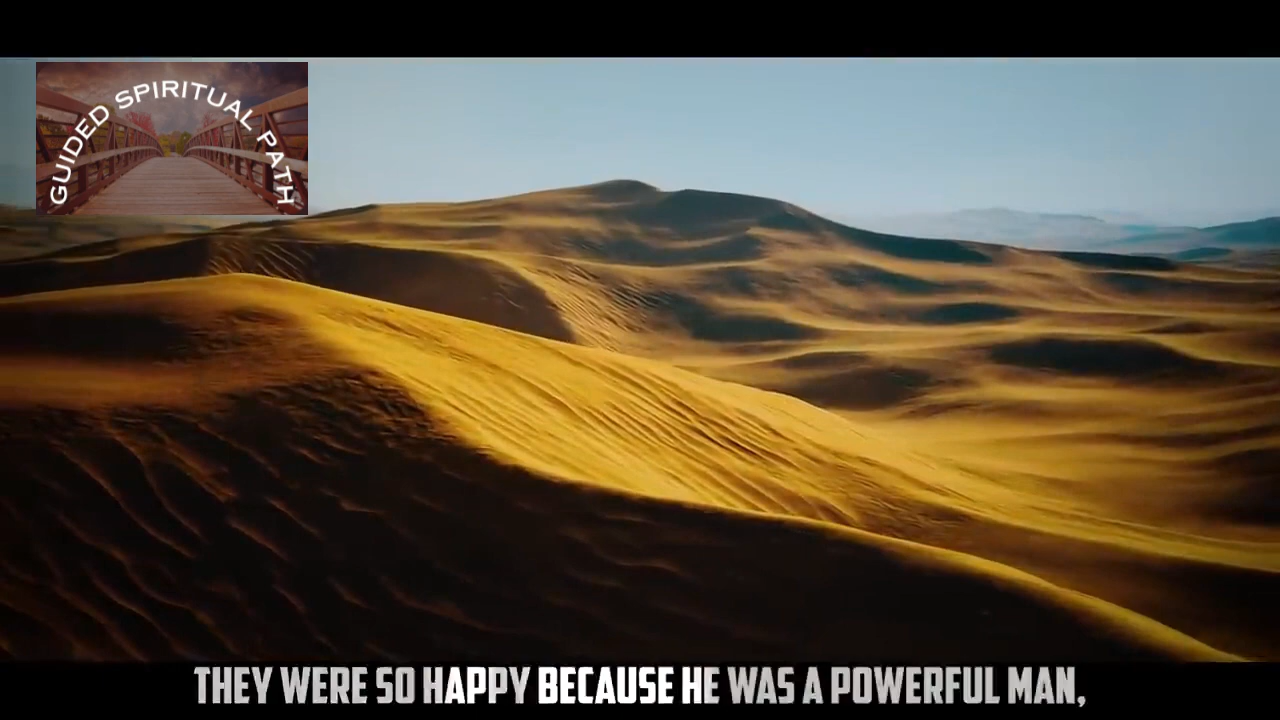 GUIDED SPIRITUAL PATH
THEY WERE SO HAPPY BECAUSE HE WAS A POWERFUL MAN,